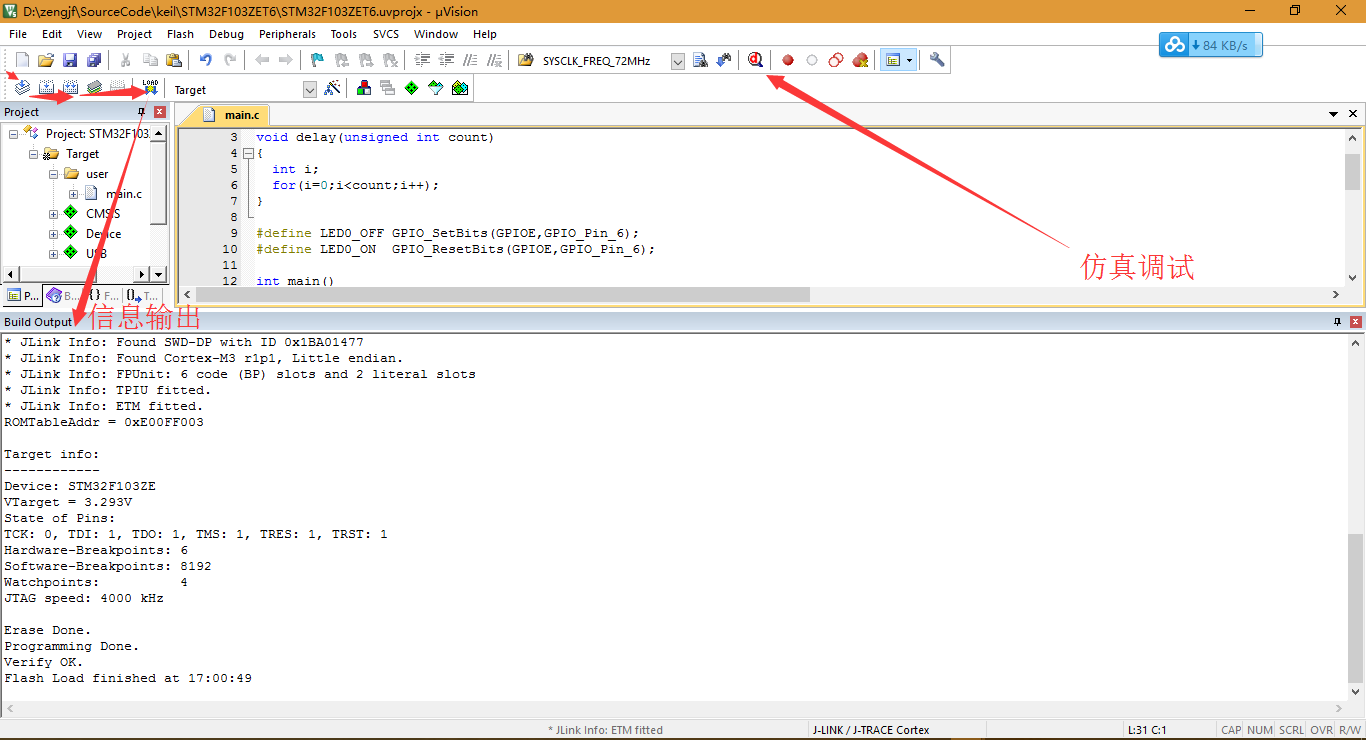 D:\zengjf\SourceCode\keil\STM32F103ZET6\STM32F103ZET6.uvprojx - µVision
File Edit View Project Flash Debug Peripherals Tools SVCS Window Help
SYSCLK_FREQ_72MHz
84 KB/s
LOAD
Target
Project
main.c
Project: STM32F103
Target
user
main.c
CMSIS
Device
USB
P... B... {} F... 0 T...
3 void delay(unsigned int count)
4 {
5 int i;
6 for(i=0;i<count;i++);
7 }
8
9 #define LED0_OFF GPIO_SetBits(GPIOE,GPIO_Pin_6);
10 #define LED0_ON GPIO_ResetBits(GPIOE,GPIO_Pin_6);
11
12 int main()
仿真调试
信息输出
Build Output
* JLink Info: Found SWD-DP with ID 0x1BA01477
* JLink Info: Found Cortex-M3 r1p1, Little endian.
* JLink Info: FPUnit: 6 code (BP) slots and 2 literal slots
* JLink Info: TPIU fitted.
* JLink Info: ETM fitted.
ROMTableAddr = 0xE00FF003
Target info:
------------
Device: STM32F103ZE
VTarget = 3.293V
State of Pins:
TCK: 0, TDI: 1, TDO: 1, TMS: 1, TRES: 1, TRST: 1
Hardware-Breakpoints: 6
Software-Breakpoints: 8192
Watchpoints: 4
JTAG speed: 4000 kHz
Erase Done.
Programming Done.
Verify OK.
Flash Load finished at 17:00:49
* JLink Info: ETM fitted J-LINK / J-TRACE Cortex L:31 C:1 CAP NUM SCRL OVR R/W